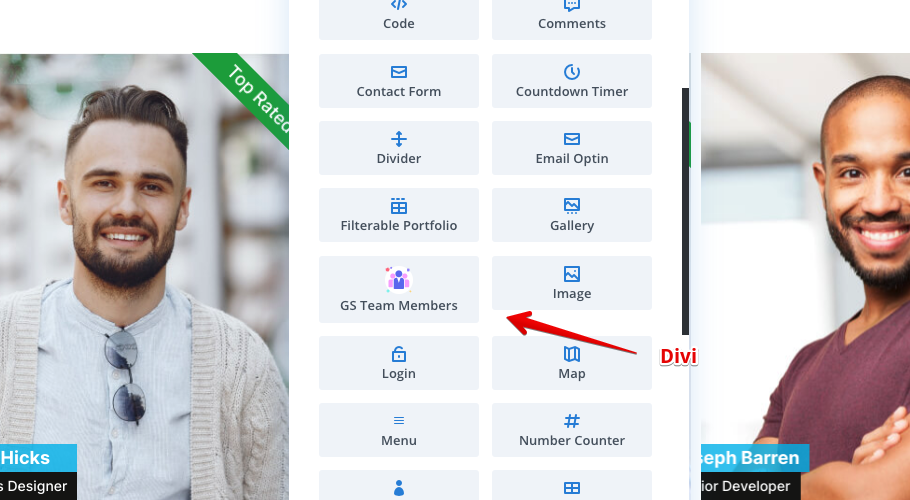 Code
Comments
Top Rated
Contact Form
Countdown Timer
Divider
Email Optin
Filterable Portfolio
Gallery
GS Team Members
Image
Divi
Login
Map
Menu
Number Counter
Hicks
s Designer
seph Barren
ior Developer